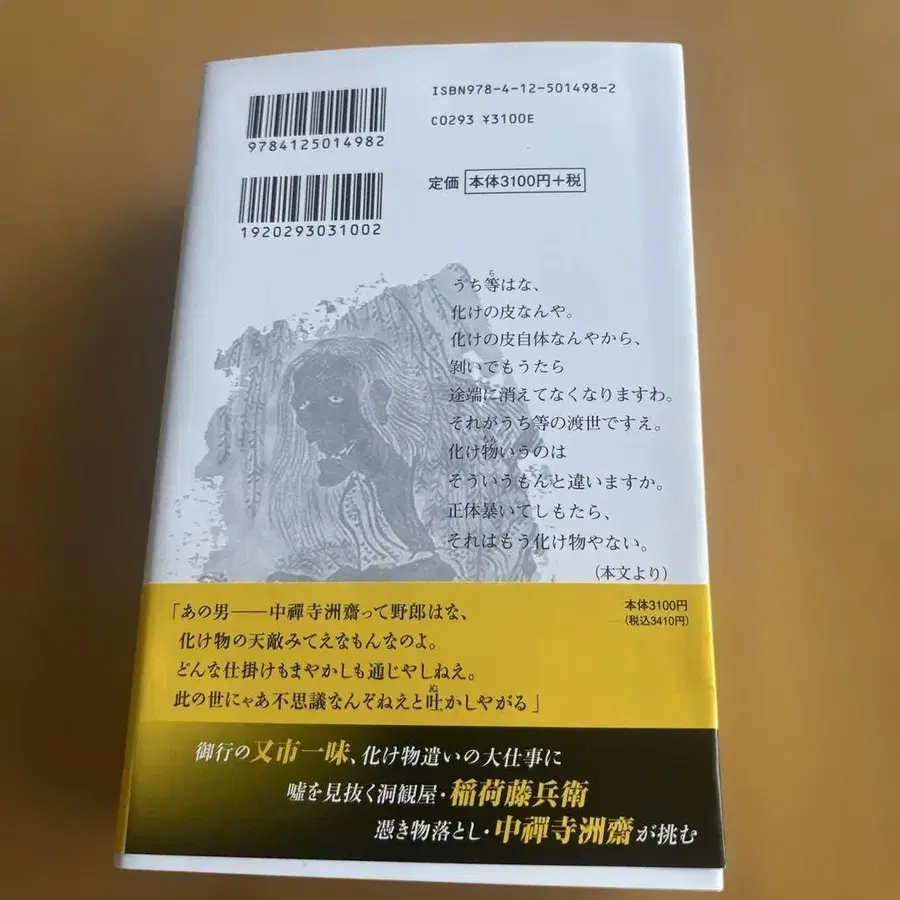 ISBN978-4-12-501498-2
C0293 ¥3100E
9784125014982
定価 本体3100円+税
1920293031002
うち等はな、
化けの皮なんや。
化けの皮自体なんやから、
剝いでもうたら
途端に消えてなくなりますわ。
それがうち等の渡世ですえ。
化け物いうのは
そういうもんと違いますか。
正体暴いてしもたら、
それはもう化け物やない。
(本文より)
本体3100円
(税込3410円)
「あの男——中禪寺洲齋って野郎はな、
化け物の天敵みてえなもんなのよ。
どんな仕掛けもまやかしも通じやしねえ。
此の世にゃあ不思議なんぞねえと吐かしやがる」
御行の又市一味、化け物遣いの大仕事に
嘘を見抜く洞観屋・稲荷藤兵衛
憑き物落とし・中禪寺洲齋が挑む